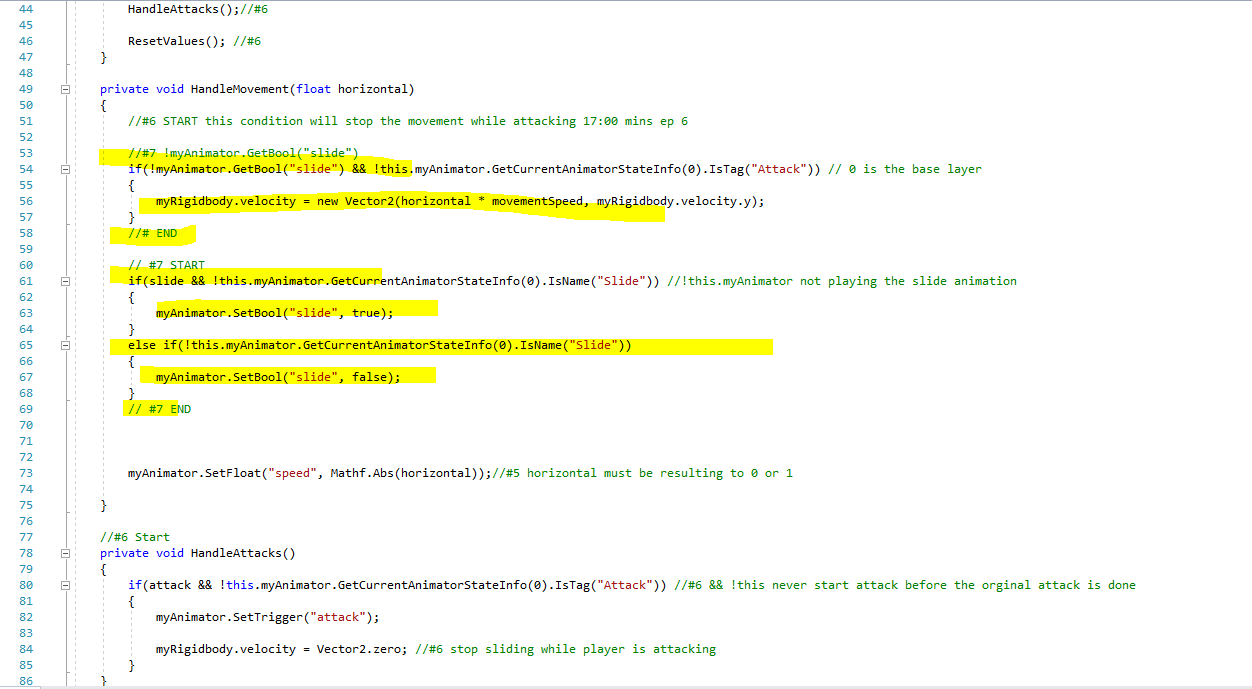 44 HandleAttacks();//#6
45
46 ResetValues(); //#6
47 }
48
49 private void HandleMovement(float horizontal)
50 {
51 //#6 START this condition will stop the movement while attacking 17:00 mins ep 6
52
53 //#7 !myAnimator.GetBool("slide")
54 if(!myAnimator.GetBool("slide") && !this.myAnimator.GetCurrentAnimatorStateInfo(0).IsTag("Attack")) // 0 is the base layer
55 {
56 myRigidbody.velocity = new Vector2(horizontal * movementSpeed, myRigidbody.velocity.y);
57 }
58 //# END
59
60 // #7 START
61 if(slide && !this.myAnimator.GetCurrentAnimatorStateInfo(0).IsName("Slide")) //!this.myAnimator not playing the slide animation
62 {
63 myAnimator.SetBool("slide", true);
64 }
65 else if(!this.myAnimator.GetCurrentAnimatorStateInfo(0).IsName("Slide"))
66 {
67 myAnimator.SetBool("slide", false);
68 }
69 // #7 END
70
71
72
73 myAnimator.SetFloat("speed", Mathf.Abs(horizontal));//#5 horizontal must be resulting to 0 or 1
74
75 }
76
77 //#6 Start
78 private void HandleAttacks()
79 {
80 if(attack && !this.myAnimator.GetCurrentAnimatorStateInfo(0).IsTag("Attack")) //#6 && !this never start attack before the orginal attack is done
81 {
82 myAnimator.SetTrigger("attack");
83
84 myRigidbody.velocity = Vector2.zero; //#6 stop sliding while player is attacking
85 }
86 }